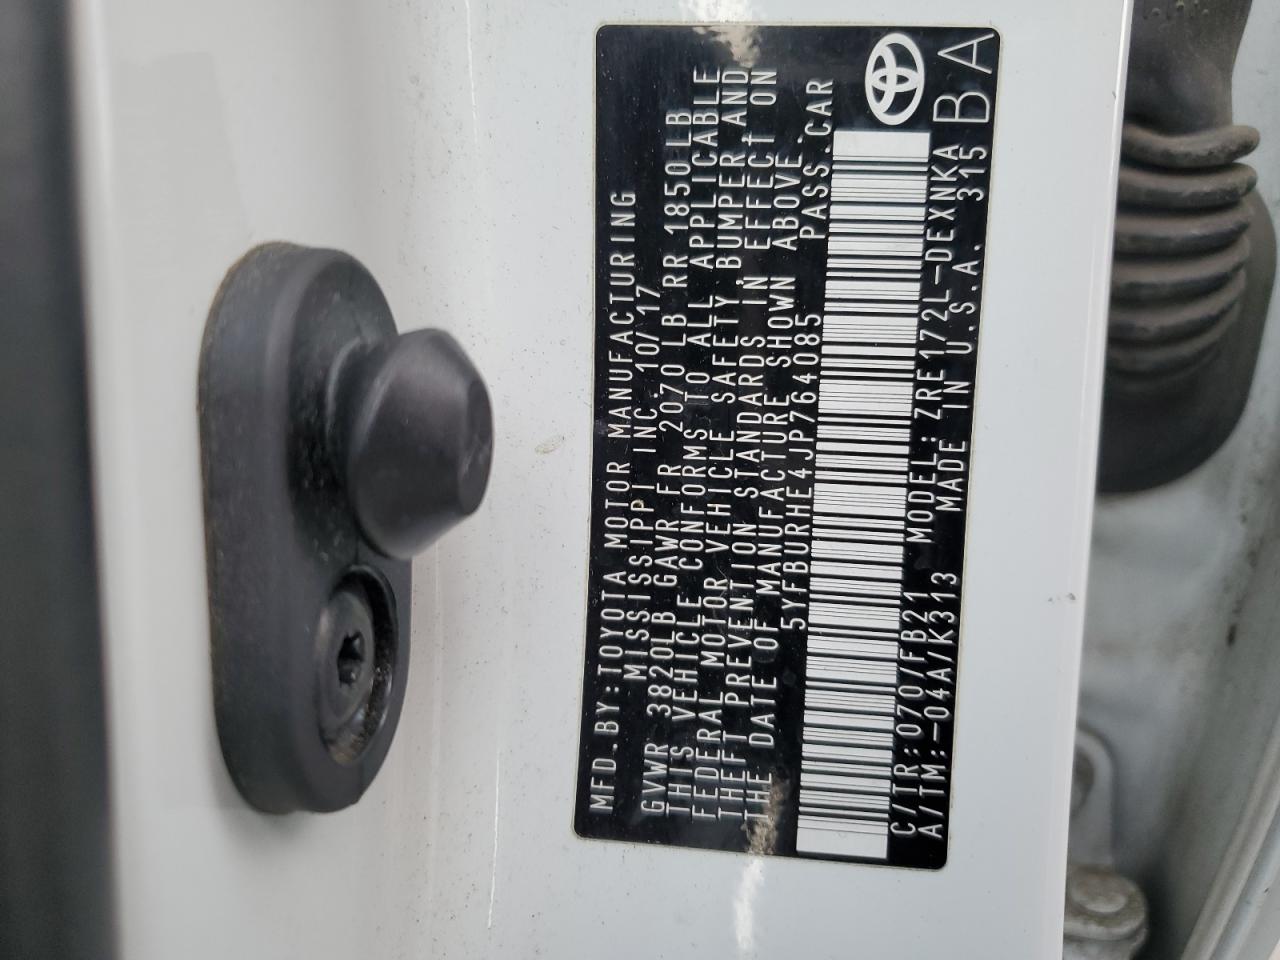 MFD.BY:TOYOTA MOTOR MANUFACTURING
MISSISSIPPI INC. 10/17
GVWR 3820LB GAWR FR 2070 LB RR 1850 LB
THIS VEHICLE CONFORMS TO ALL APPLICABLE
FEDERAL MOTOR VEHICLE SAFETY, BUMPER, AND
THEFT PREVENTION STANDARDS IN EFFECT ON
THE DATE OF MANUFACTURE SHOWN ABOVE.
5YFBURHE4JP764085 PASS.CAR
C/TR:070/FB21 MODEL:ZRE172L-DEXNKA
A/TM:-04A/K313 MADE IN U.S.A. 315
BA